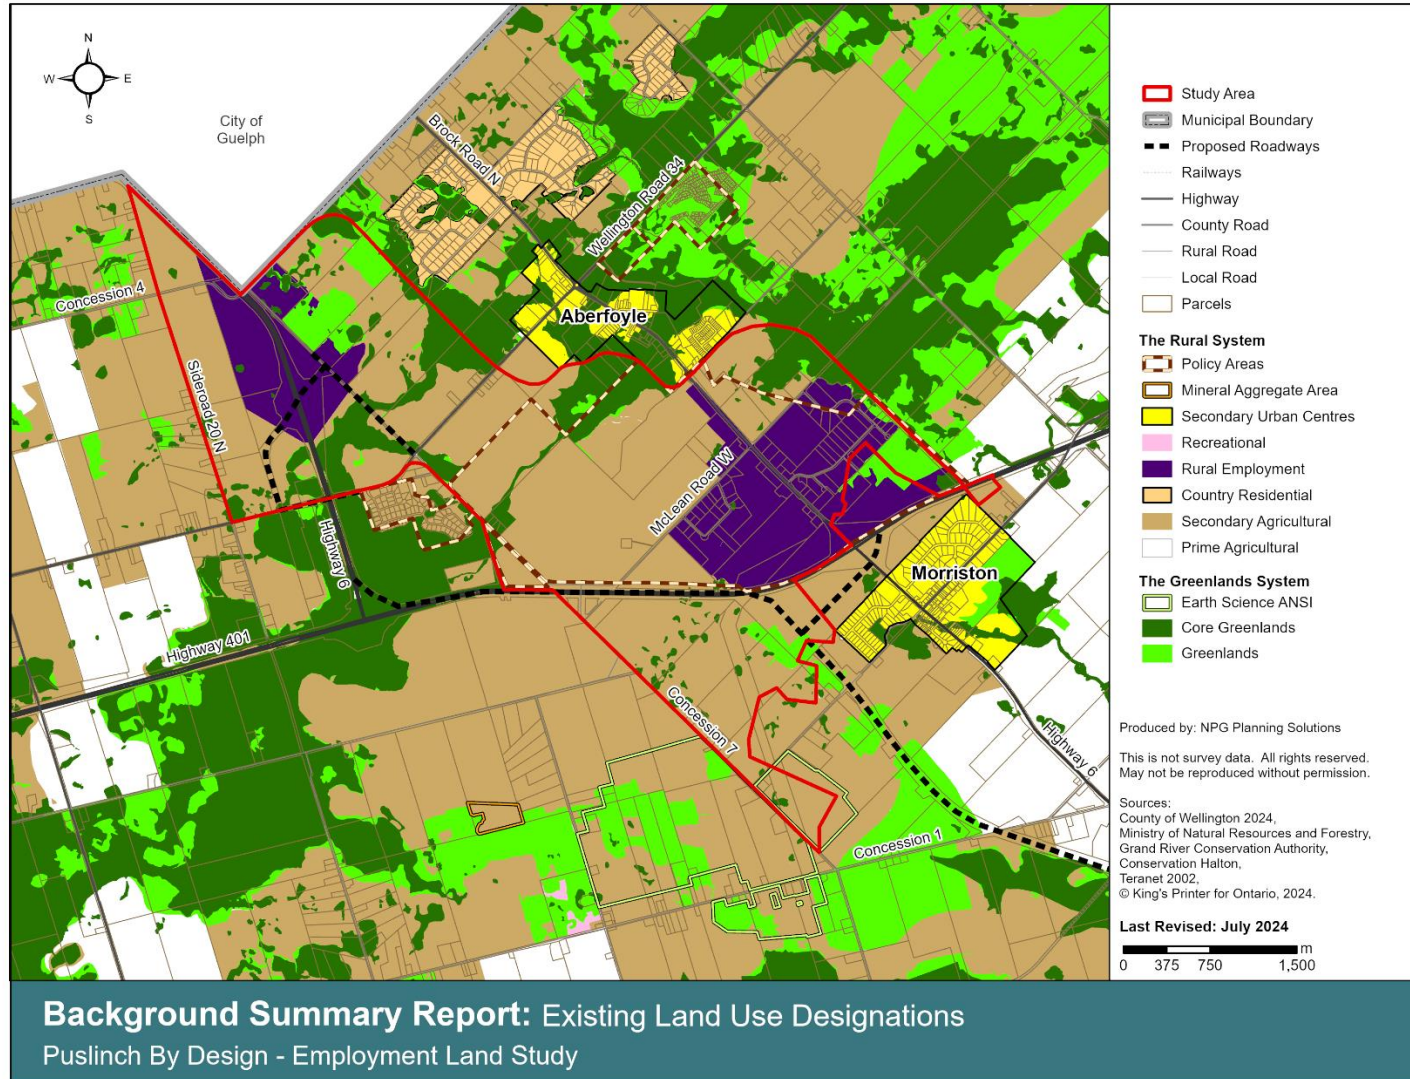 N
W
E
S
City of
Guelph
Brock Road N
Wellington Road 34
Concession 4
Aberfoyle
Sideroad 20 N
McLean Road W
Highway 6
Morriston
Highway 401
Concession 7
Highway 6
Concession 1
Study Area
Municipal Boundary
Proposed Roadways
Railways
Highway
County Road
Rural Road
Local Road
Parcels
The Rural System
Policy Areas
Mineral Aggregate Area
Secondary Urban Centres
Recreational
Rural Employment
Country Residential
Secondary Agricultural
Prime Agricultural
The Greenlands System
Earth Science ANSI
Core Greenlands
Greenlands
Produced by: NPG Planning Solutions
This is not survey data. All rights reserved.
May not be reproduced without permission.
Sources:
County of Wellington 2024,
Ministry of Natural Resources and Forestry,
Grand River Conservation Authority,
Conservation Halton,
Teranet 2002,
© King's Printer for Ontario, 2024.
Last Revised: July 2024
m
0 375 750 1,500
Background Summary Report: Existing Land Use Designations
Puslinch By Design - Employment Land Study